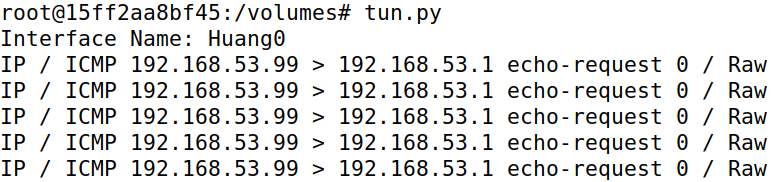 root@15ff2aa8bf45:/volumes# tun.py
Interface Name: Huang0
IP / ICMP 192.168.53.99 > 192.168.53.1 echo-request 0 / Raw
IP / ICMP 192.168.53.99 > 192.168.53.1 echo-request 0 / Raw
IP / ICMP 192.168.53.99 > 192.168.53.1 echo-request 0 / Raw
IP / ICMP 192.168.53.99 > 192.168.53.1 echo-request 0 / Raw
IP / ICMP 192.168.53.99 > 192.168.53.1 echo-request 0 / Raw